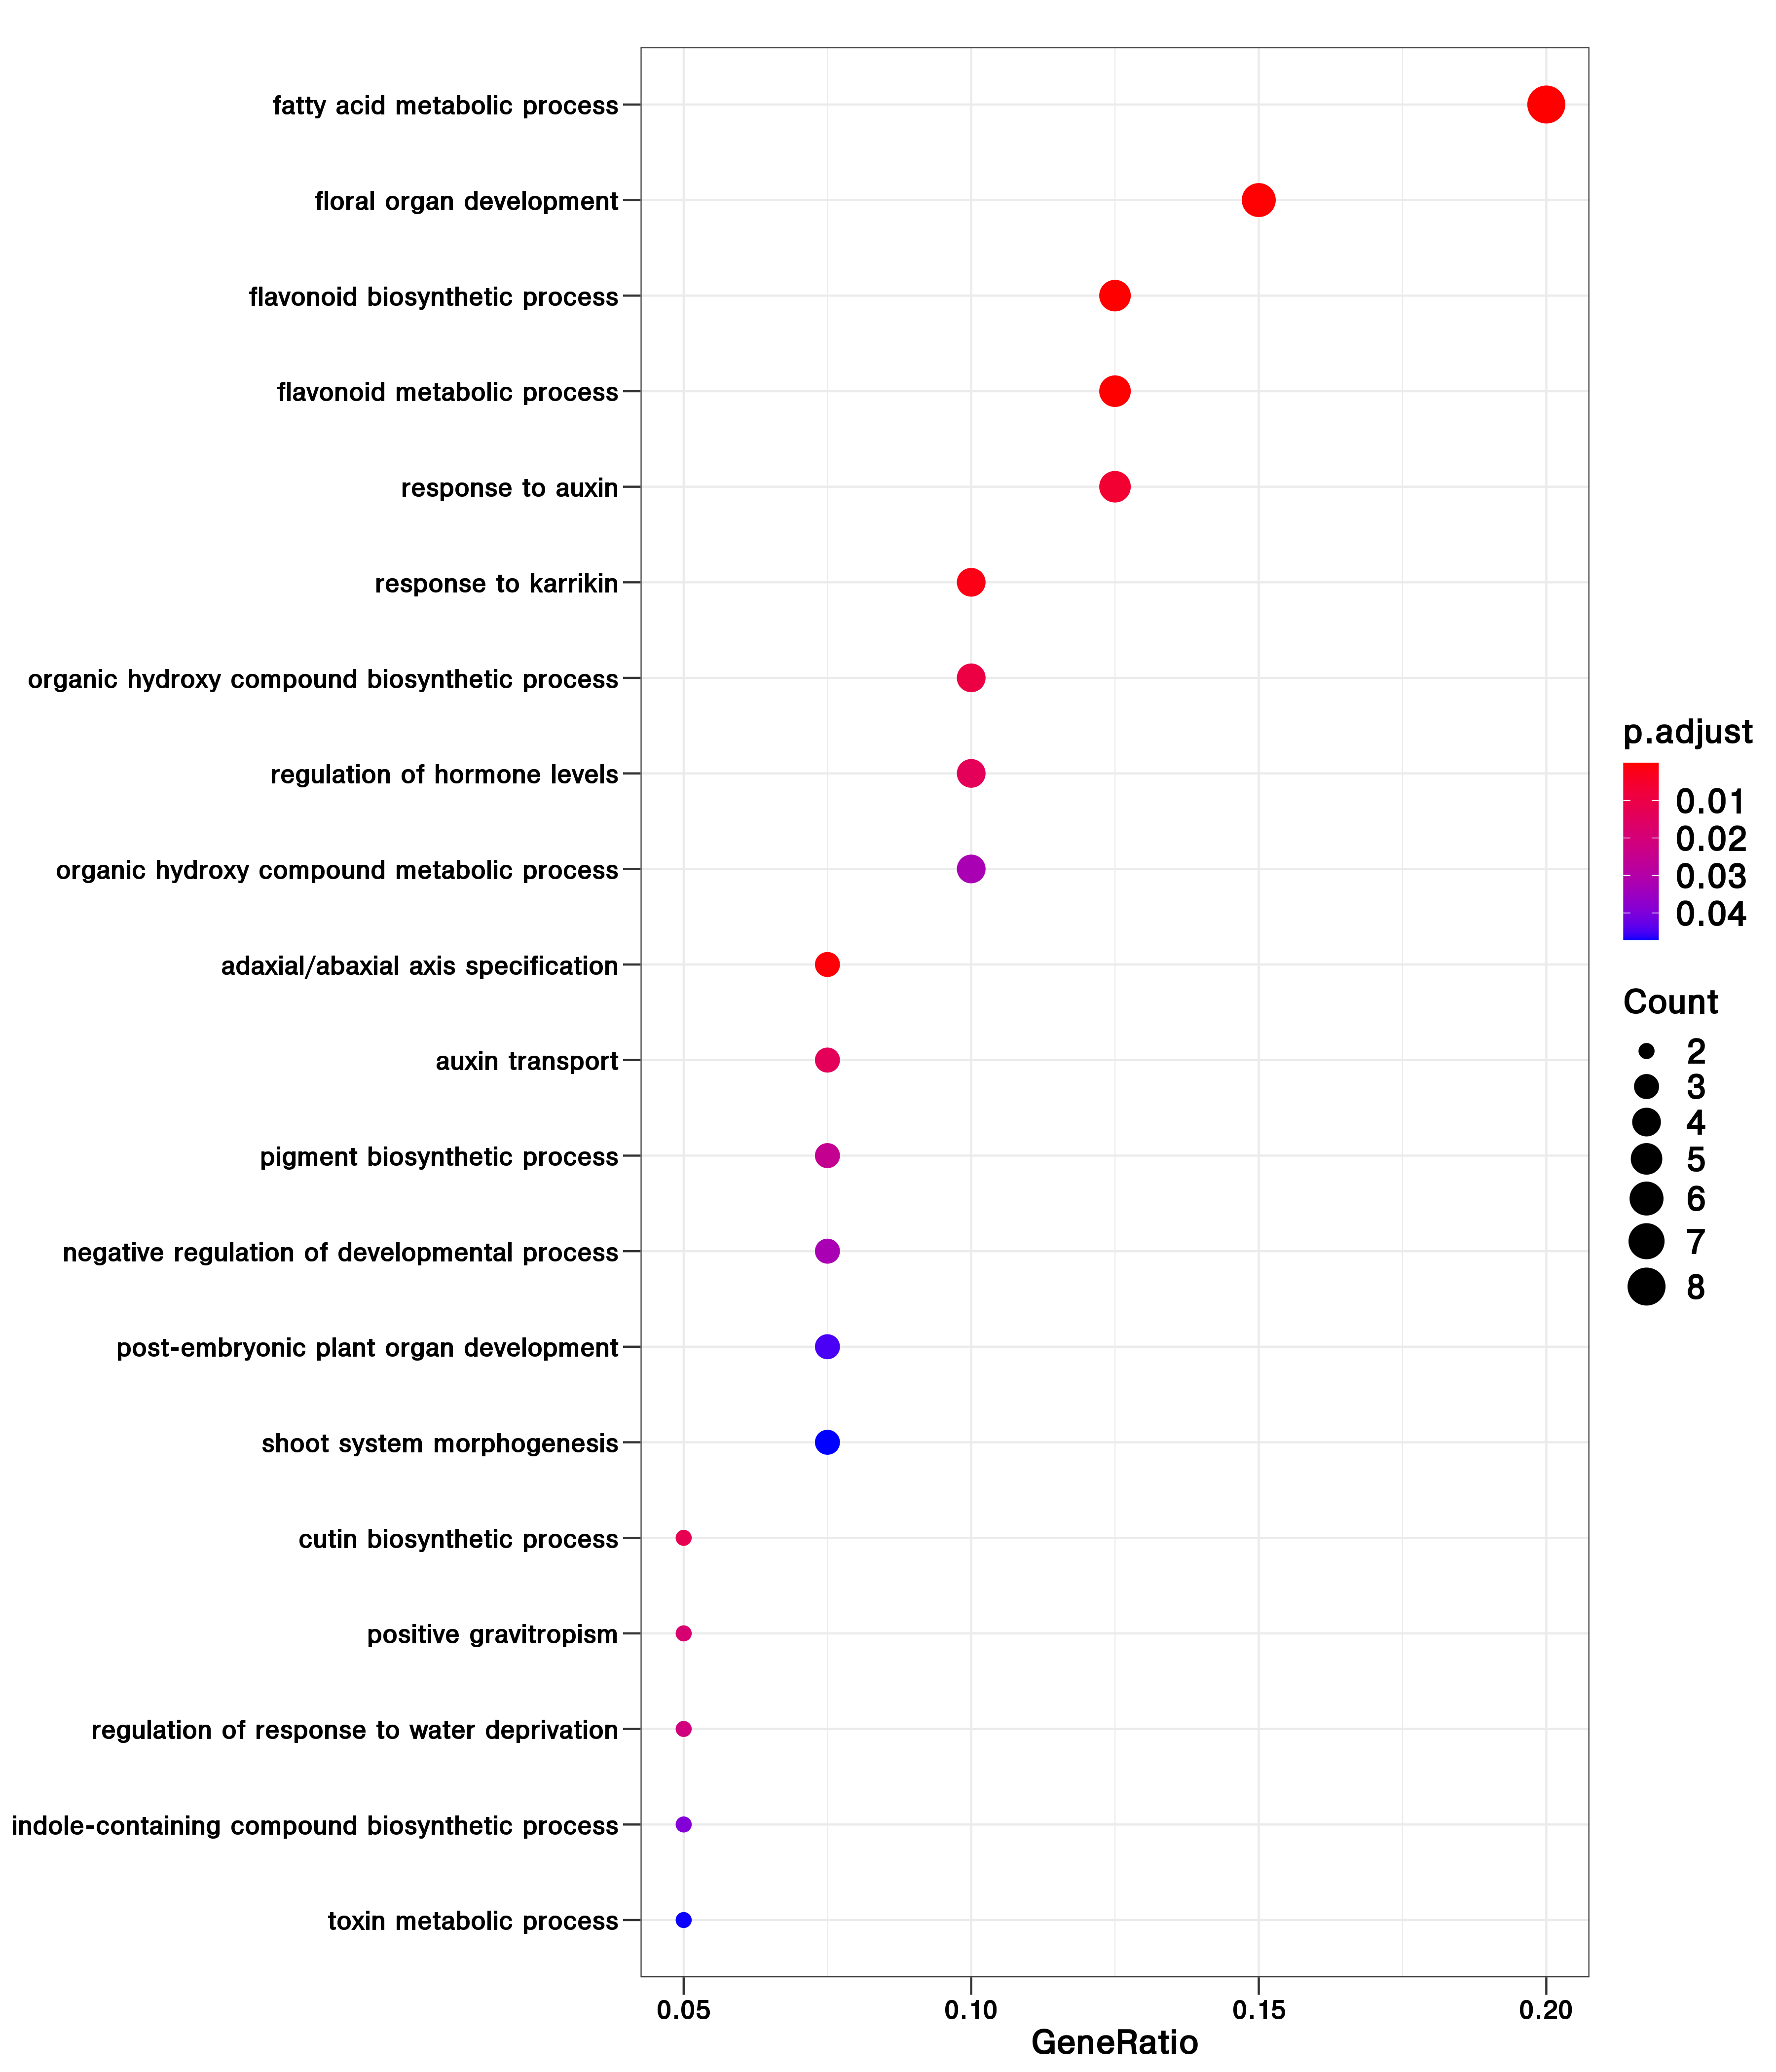 fatty acid metabolic process
floral organ development
flavonoid biosynthetic process
flavonoid metabolic process
response to auxin
response to karrikin
organic hydroxy compound biosynthetic process
regulation of hormone levels
organic hydroxy compound metabolic process
adaxial/abaxial axis specification
auxin transport
pigment biosynthetic process
negative regulation of developmental process
post-embryonic plant organ development
shoot system morphogenesis
cutin biosynthetic process
positive gravitropism
regulation of response to water deprivation
indole-containing compound biosynthetic process
toxin metabolic process
0.05 0.10 0.15 0.20
GeneRatio
p.adjust
0.01
0.02
0.03
0.04
Count
2
3
4
5
6
7
8